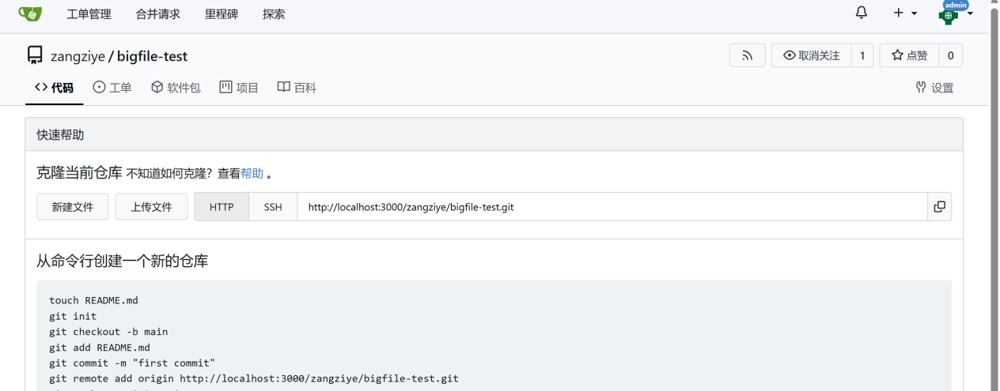 工单管理 合并请求 里程碑 探索 admin
zangziye / bigfile-test 取消关注 1 点赞 0
代码 工单 软件包 项目 百科 设置
快速帮助
克隆当前仓库 不知道如何克隆？查看帮助 。
新建文件 上传文件 HTTP SSH http://localhost:3000/zangziye/bigfile-test.git
从命令行创建一个新的仓库
touch README.md
git init
git checkout -b main
git add README.md
git commit -m "first commit"
git remote add origin http://localhost:3000/zangziye/bigfile-test.git